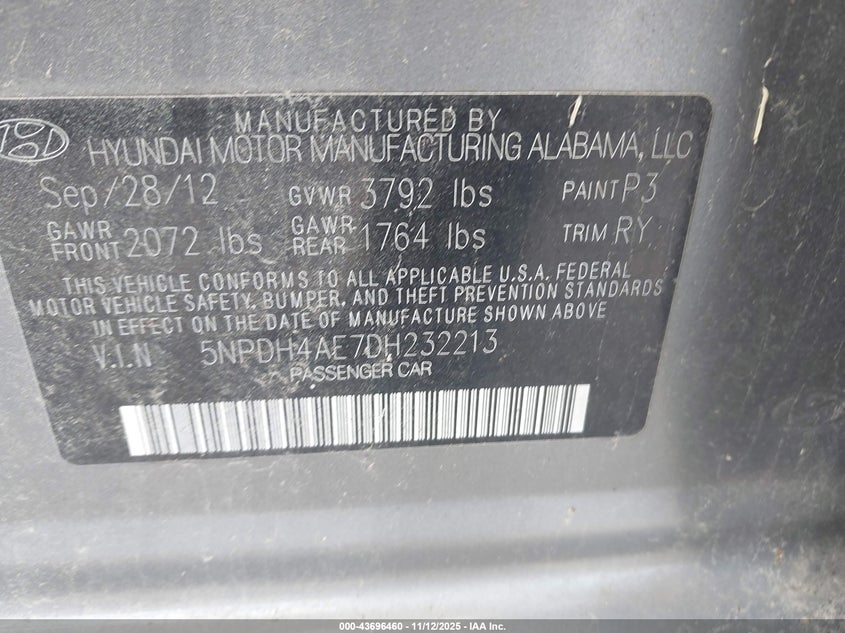 MANUFACTURED BY
HYUNDAI MOTOR MANUFACTURING ALABAMA, LLC
Sep/28/12 GVWR 3792 lbs PAINT P3
GAWR FRONT 2072 lbs GAWR REAR 1764 lbs TRIM RY
THIS VEHICLE CONFORMS TO ALL APPLICABLE U.S.A. FEDERAL
MOTOR VEHICLE SAFETY, BUMPER, AND THEFT PREVENTION STANDARDS
IN EFFECT ON THE DATE OF MANUFACTURE SHOWN ABOVE.
V.I.N 5NPDH4AE7DH232213
PASSENGER CAR
000-43696460 - 11/12/2025 - IAA Inc.